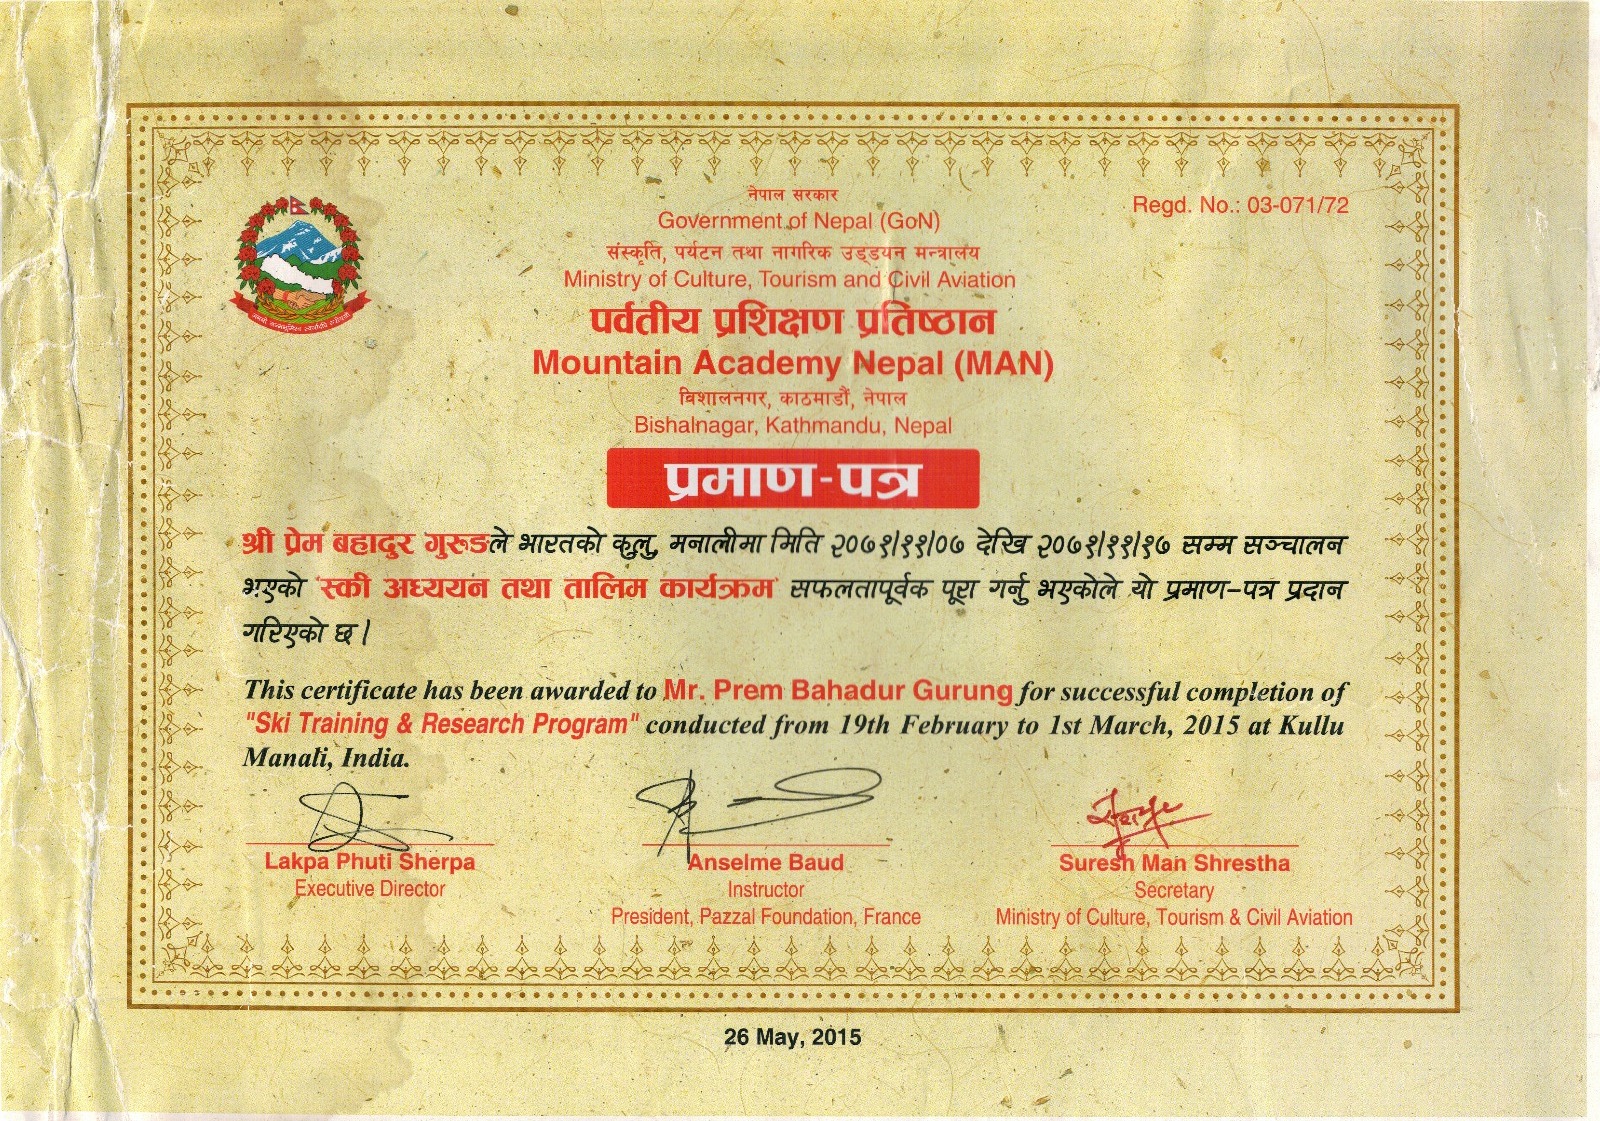 नेपाल सरकार
Government of Nepal (GoN)
Regd. No.: 03-071/72
संस्कृति, पर्यटन तथा नागरिक उड्डयन मन्त्रालय
Ministry of Culture, Tourism and Civil Aviation
पर्वतीय प्रशिक्षण प्रतिष्ठान
Mountain Academy Nepal (MAN)
विशालनगर, काठमाडौं, नेपाल
Bishalnagar, Kathmandu, Nepal
प्रमाण-पत्र
श्री प्रेम बहादुर गुरुङले भारतको कुलु, मनालीमा मिति २०७१/११/०७ देखि २०७१/११/१७ सम्म सञ्चालन
भएको 'स्की अध्ययन तथा तालिम कार्यक्रम' सफलतापूर्वक पूरा गर्नु भएकोले यो प्रमाण-पत्र प्रदान
गरिएको छ।
This certificate has been awarded to Mr. Prem Bahadur Gurung for successful completion of
"Ski Training & Research Program" conducted from 19th February to 1st March, 2015 at Kullu
Manali, India.
Lakpa Phuti Sherpa
Executive Director
Anselme Baud
Instructor
President, Pazzal Foundation, France
Suresh Man Shrestha
Secretary
Ministry of Culture, Tourism & Civil Aviation
26 May, 2015